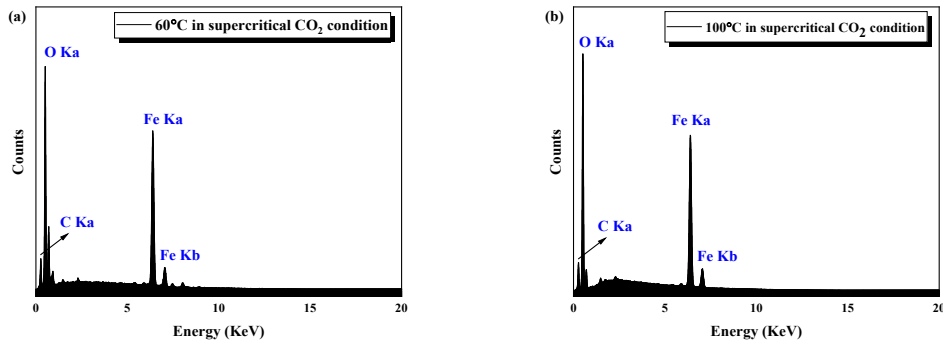 (a)
60°C in supercritical CO2 condition
O Ka
Fe Ka
C Ka
Fe Kb
Counts
0 5 10 15 20
Energy (KeV)
(b)
100°C in supercritical CO2 condition
O Ka
Fe Ka
C Ka
Fe Kb
Counts
0 5 10 15 20
Energy (KeV)